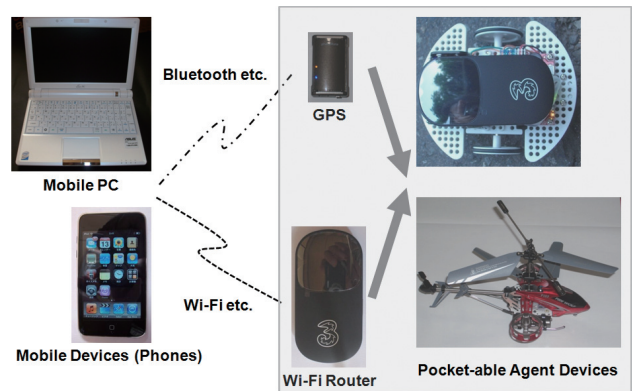 Bluetooth etc.
GPS
Mobile PC
Wi-Fi etc.
Mobile Devices (Phones)
Wi-Fi Router
Pocket-able Agent Devices
3
3